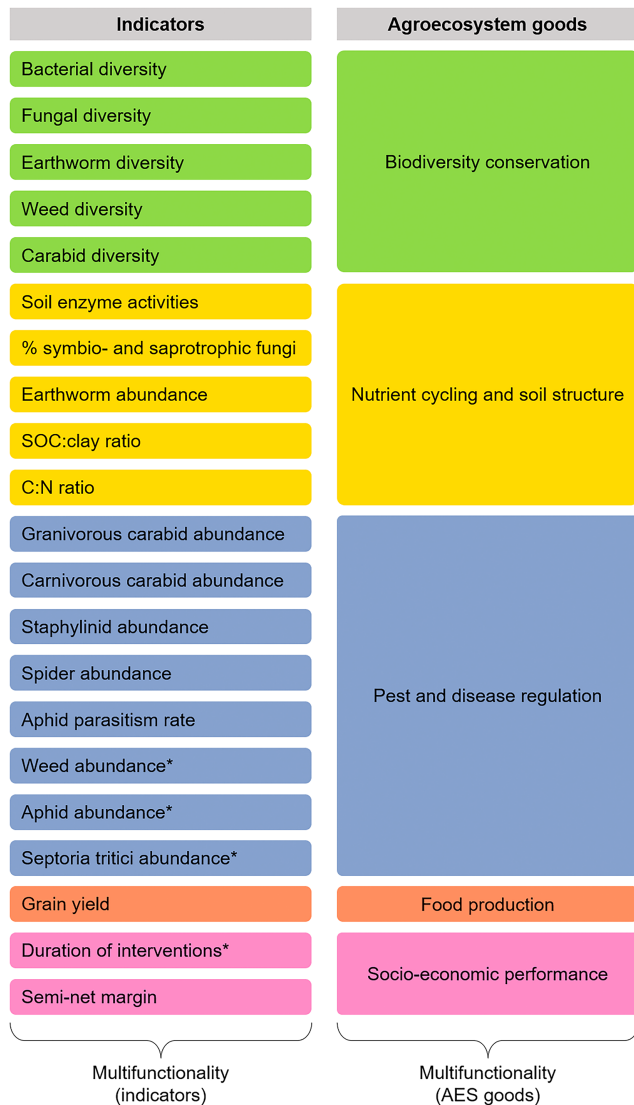 Indicators
Agroecosystem goods
Bacterial diversity
Fungal diversity
Earthworm diversity
Weed diversity
Carabid diversity
Biodiversity conservation
Soil enzyme activities
% symbio- and saprotrophic fungi
Earthworm abundance
SOC:clay ratio
C:N ratio
Nutrient cycling and soil structure
Granivorous carabid abundance
Carnivorous carabid abundance
Staphylinid abundance
Spider abundance
Aphid parasitism rate
Weed abundance*
Aphid abundance*
Septoria tritici abundance*
Pest and disease regulation
Grain yield
Food production
Duration of interventions*
Semi-net margin
Socio-economic performance
Multifunctionality
(indicators)
Multifunctionality
(AES goods)